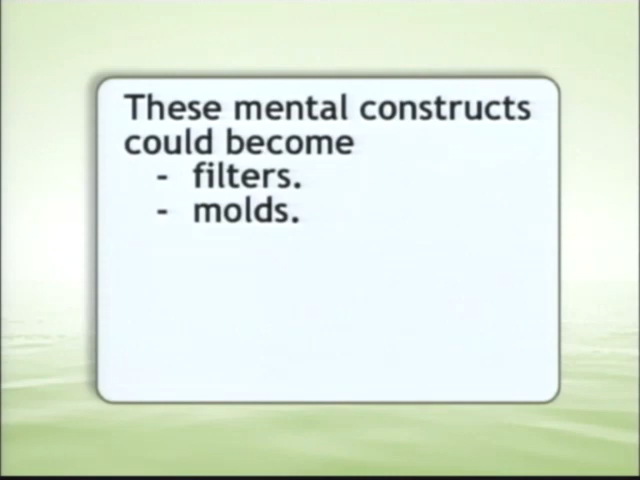 These mental constructs
could become
- filters.
- molds.